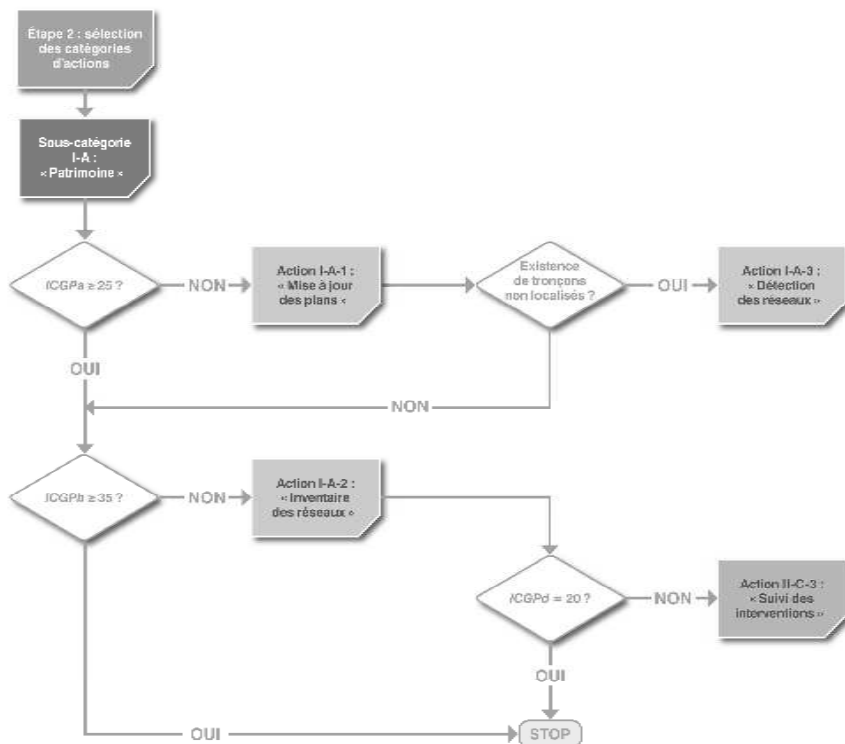 Étape 2 : sélection
des catégories
d'actions
Sous-catégorie
I-A :
« Patrimoine «
ICGPa ≥ 25 ?
NON
Action I-A-1 :
« Mise à jour
des plans «
Existence
de tronçons
non localisés ?
OUI
Action I-A-3 :
« Détection
des réseaux »
OUI
NON
ICGPb ≥ 35 ?
NON
Action I-A-2 :
« Inventaire
des réseaux »
ICGPd = 20 ?
NON
Action II-C-3 :
« Suivi des
interventions »
OUI
OUI
STOP